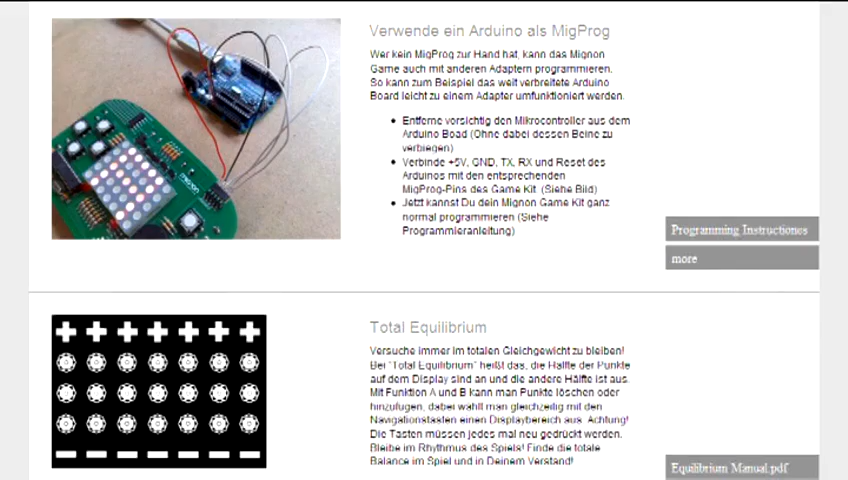 Verwende ein Arduino als MigProg
Wer kein MigProg zur Hand hat, kann das Mignon
Game auch mit anderen Adaptern programmieren.
So kann zum Beispiel das weit verbreitete Arduino
Board leicht zu einem Adapter umfunktioniert werden.
Entferne vorsichtig den Mikrocontroller aus dem
Arduino Boad (Ohne dabei dessen Beine zu
verbiegen)
Verbinde +5V, GND, TX, RX und Reset des
Arduinos mit den entsprechenden
MigProg-Pins des Game Kit. (Siehe Bild)
Jetzt kannst Du dein Mignon Game Kit ganz
normal programmieren (Siehe
Programmieranleitung)
Programming Instructiones
more
Total Equilibrium
Versuche immer im totalen Gleichgewicht zu bleiben!
Bei "Total Equilibrium" heißt das, die Hälfte der Punkte
auf dem Display sind an und die andere Hälfte ist aus.
Mit Funktion A und B kann man Punkte löschen oder
hinzufügen, dabei wählt man gleichzeitig mit den
Navigationstasten einen Displaybereich aus. Achtung!
Die Tasten müssen jedes mal neu gedrückt werden.
Bleibe im Rhythmus des Spiels! Finde die totale
Balance im Spiel und in Deinem Verstand!
Equilibrium Manual.pdf